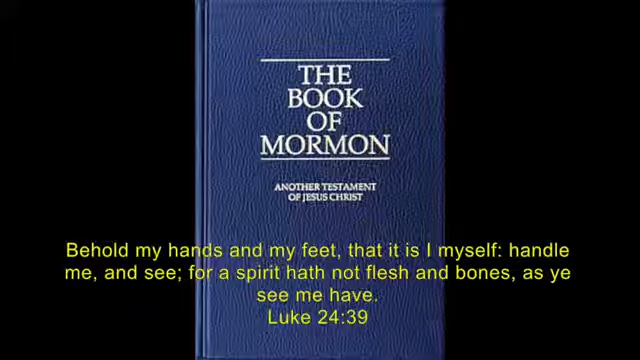 THE
BOOK
OF
MORMON
ANOTHER TESTAMENT
OF JESUS CHRIST
Behold my hands and my feet, that it is I myself: handle
me, and see; for a spirit hath not flesh and bones, as ye
see me have.
Luke 24:39